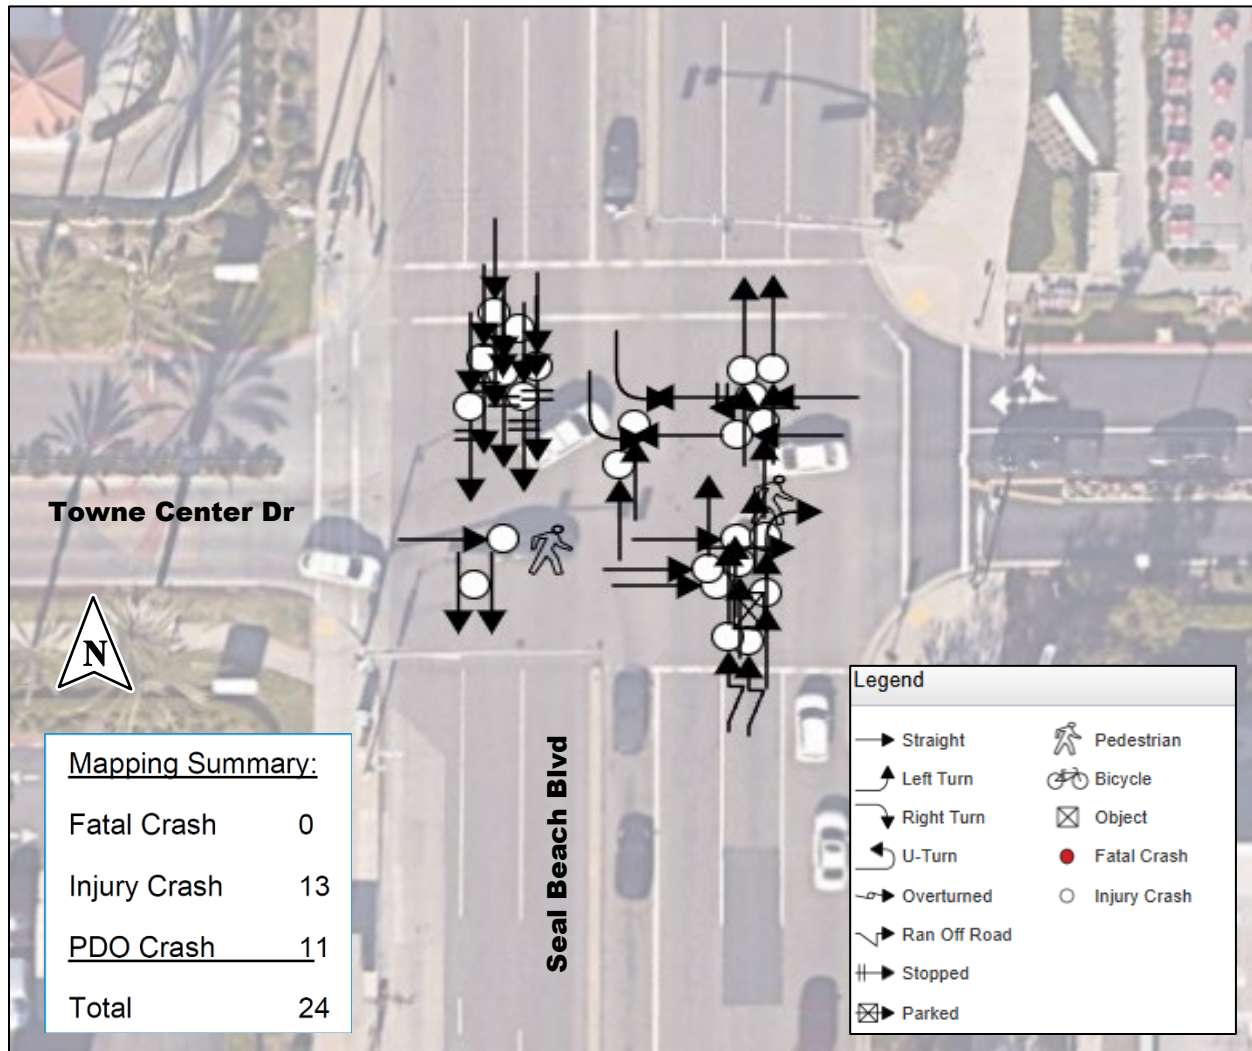 Towne Center Dr
N
Seal Beach Blvd
Mapping Summary:
Fatal Crash 0
Injury Crash 13
PDO Crash 11
Total 24
Legend
Straight
Left Turn
Right Turn
U-Turn
Overturned
Ran Off Road
Stopped
Parked
Pedestrian
Bicycle
Object
Fatal Crash
Injury Crash